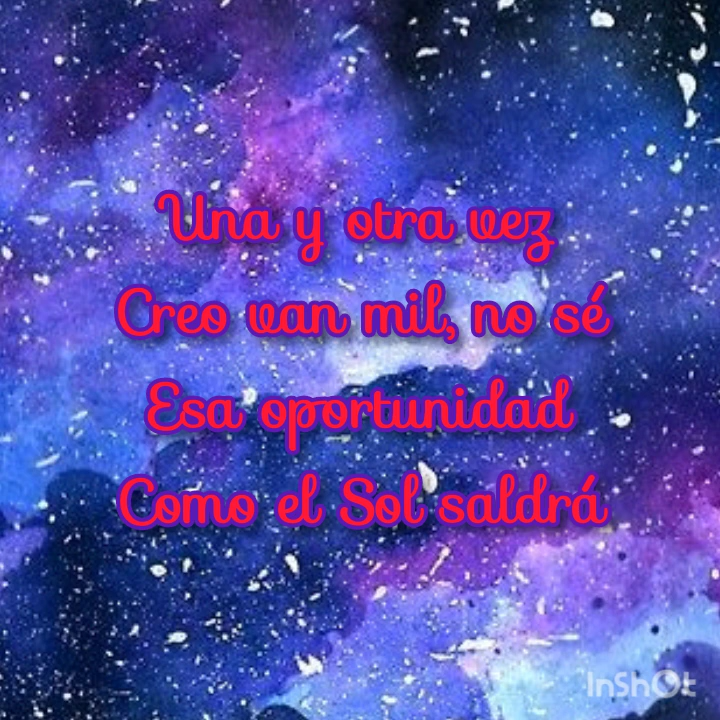 Una y otra vez
Creo van mil, no sé
Esa oportunidad
Como el Sol saldrá
InShOt